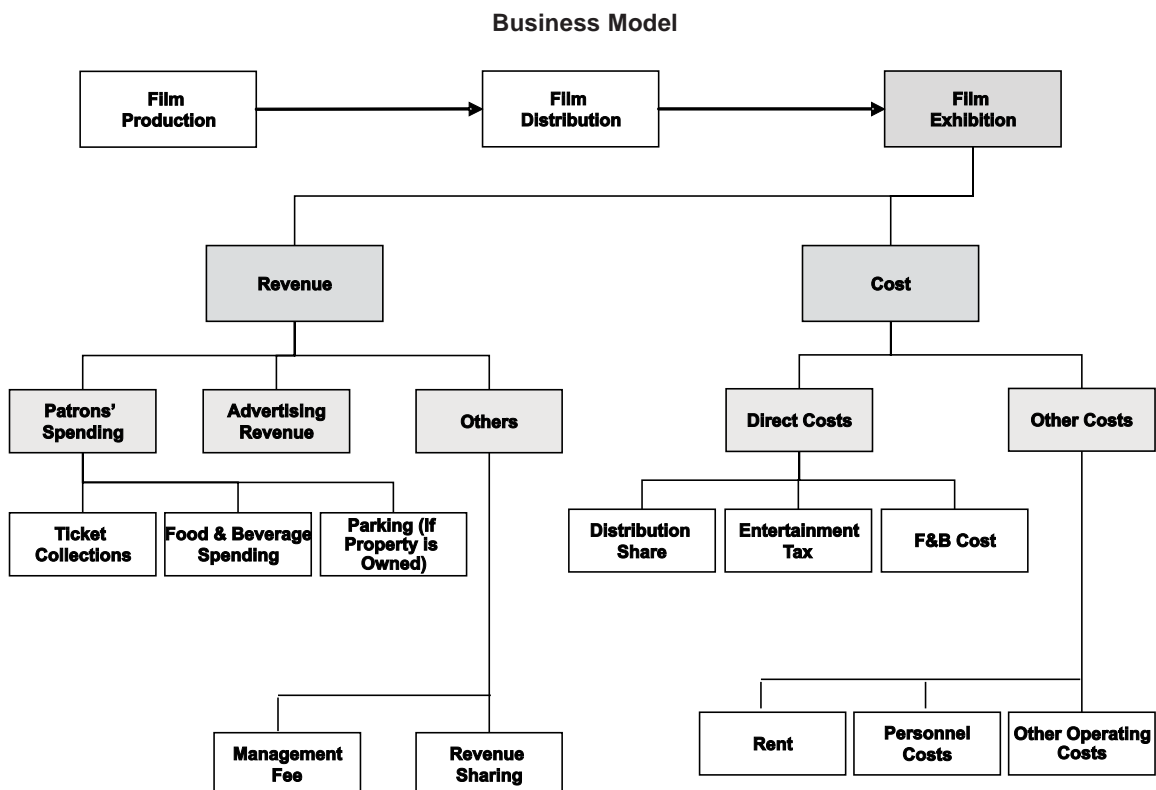 Business Model
Film
Production
Film
Distribution
Film
Exhibition
Revenue
Cost
Patrons'
Spending
Advertising
Revenue
Others
Direct Costs
Other Costs
Ticket
Collections
Food & Beverage
Spending
Parking (If
Property is
Owned)
Distribution
Share
Entertainment
Tax
F&B Cost
Management
Fee
Revenue
Sharing
Rent
Personnel
Costs
Other Operating
Costs